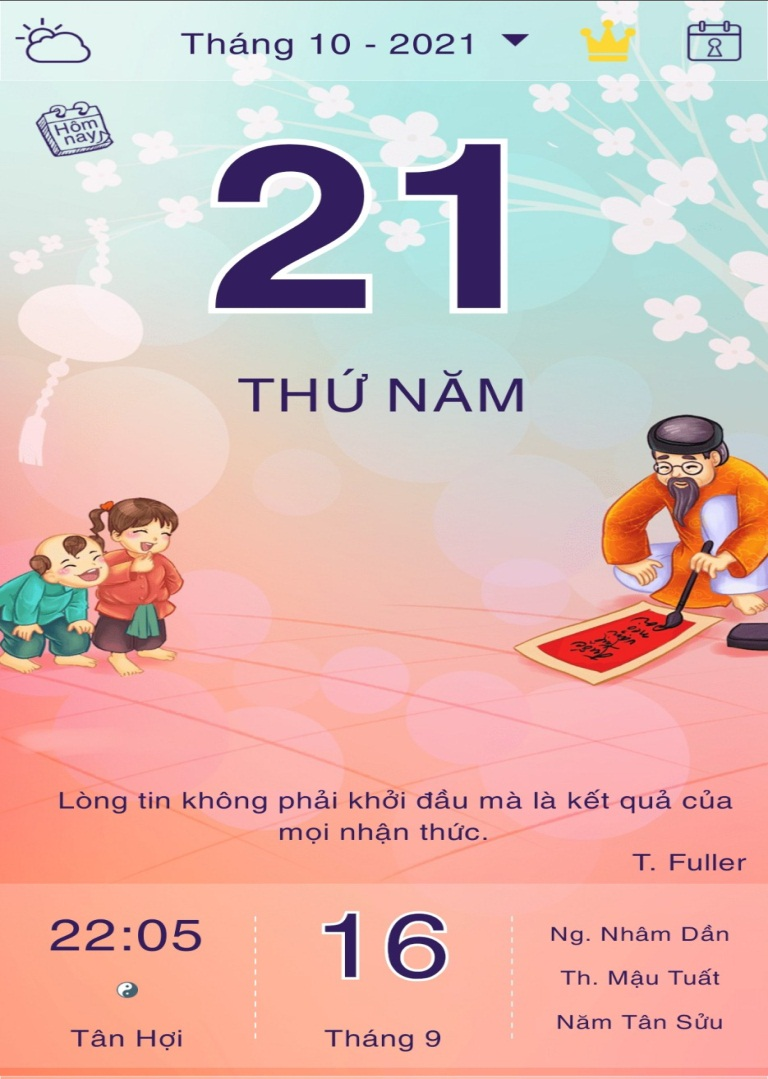 Tháng 10 - 2021
Hôm
nay
21
THỨ NĂM
Lòng tin không phải khởi đầu mà là kết quả của
mọi nhận thức.
T. Fuller
22:05
Tân Hợi
16
Tháng 9
Ng. Nhâm Dần
Th. Mậu Tuất
Năm Tân Sửu